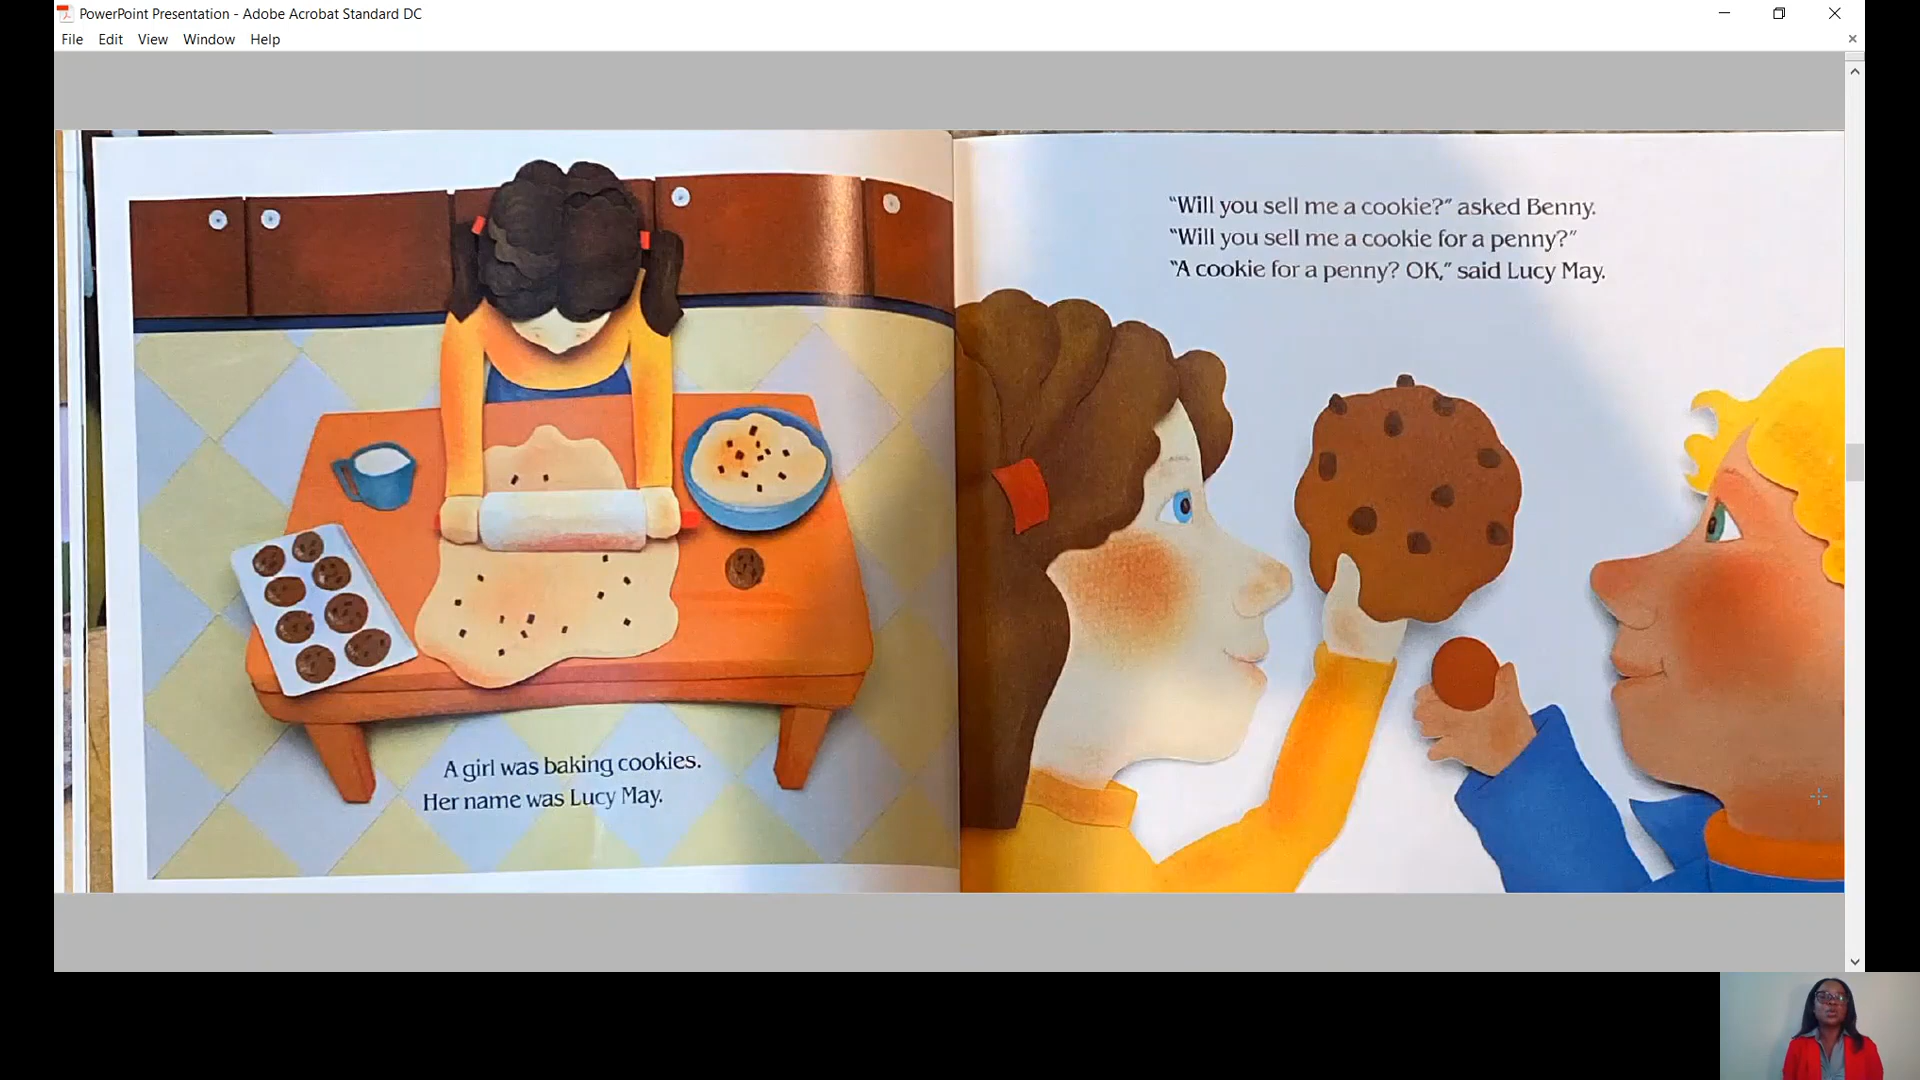 PowerPoint Presentation - Adobe Acrobat Standard DC
File Edit View Window Help
A girl was baking cookies.
Her name was Lucy May.
“Will you sell me a cookie?” asked Benny.
“Will you sell me a cookie for a penny?”
“A cookie for a penny? OK,” said Lucy May.